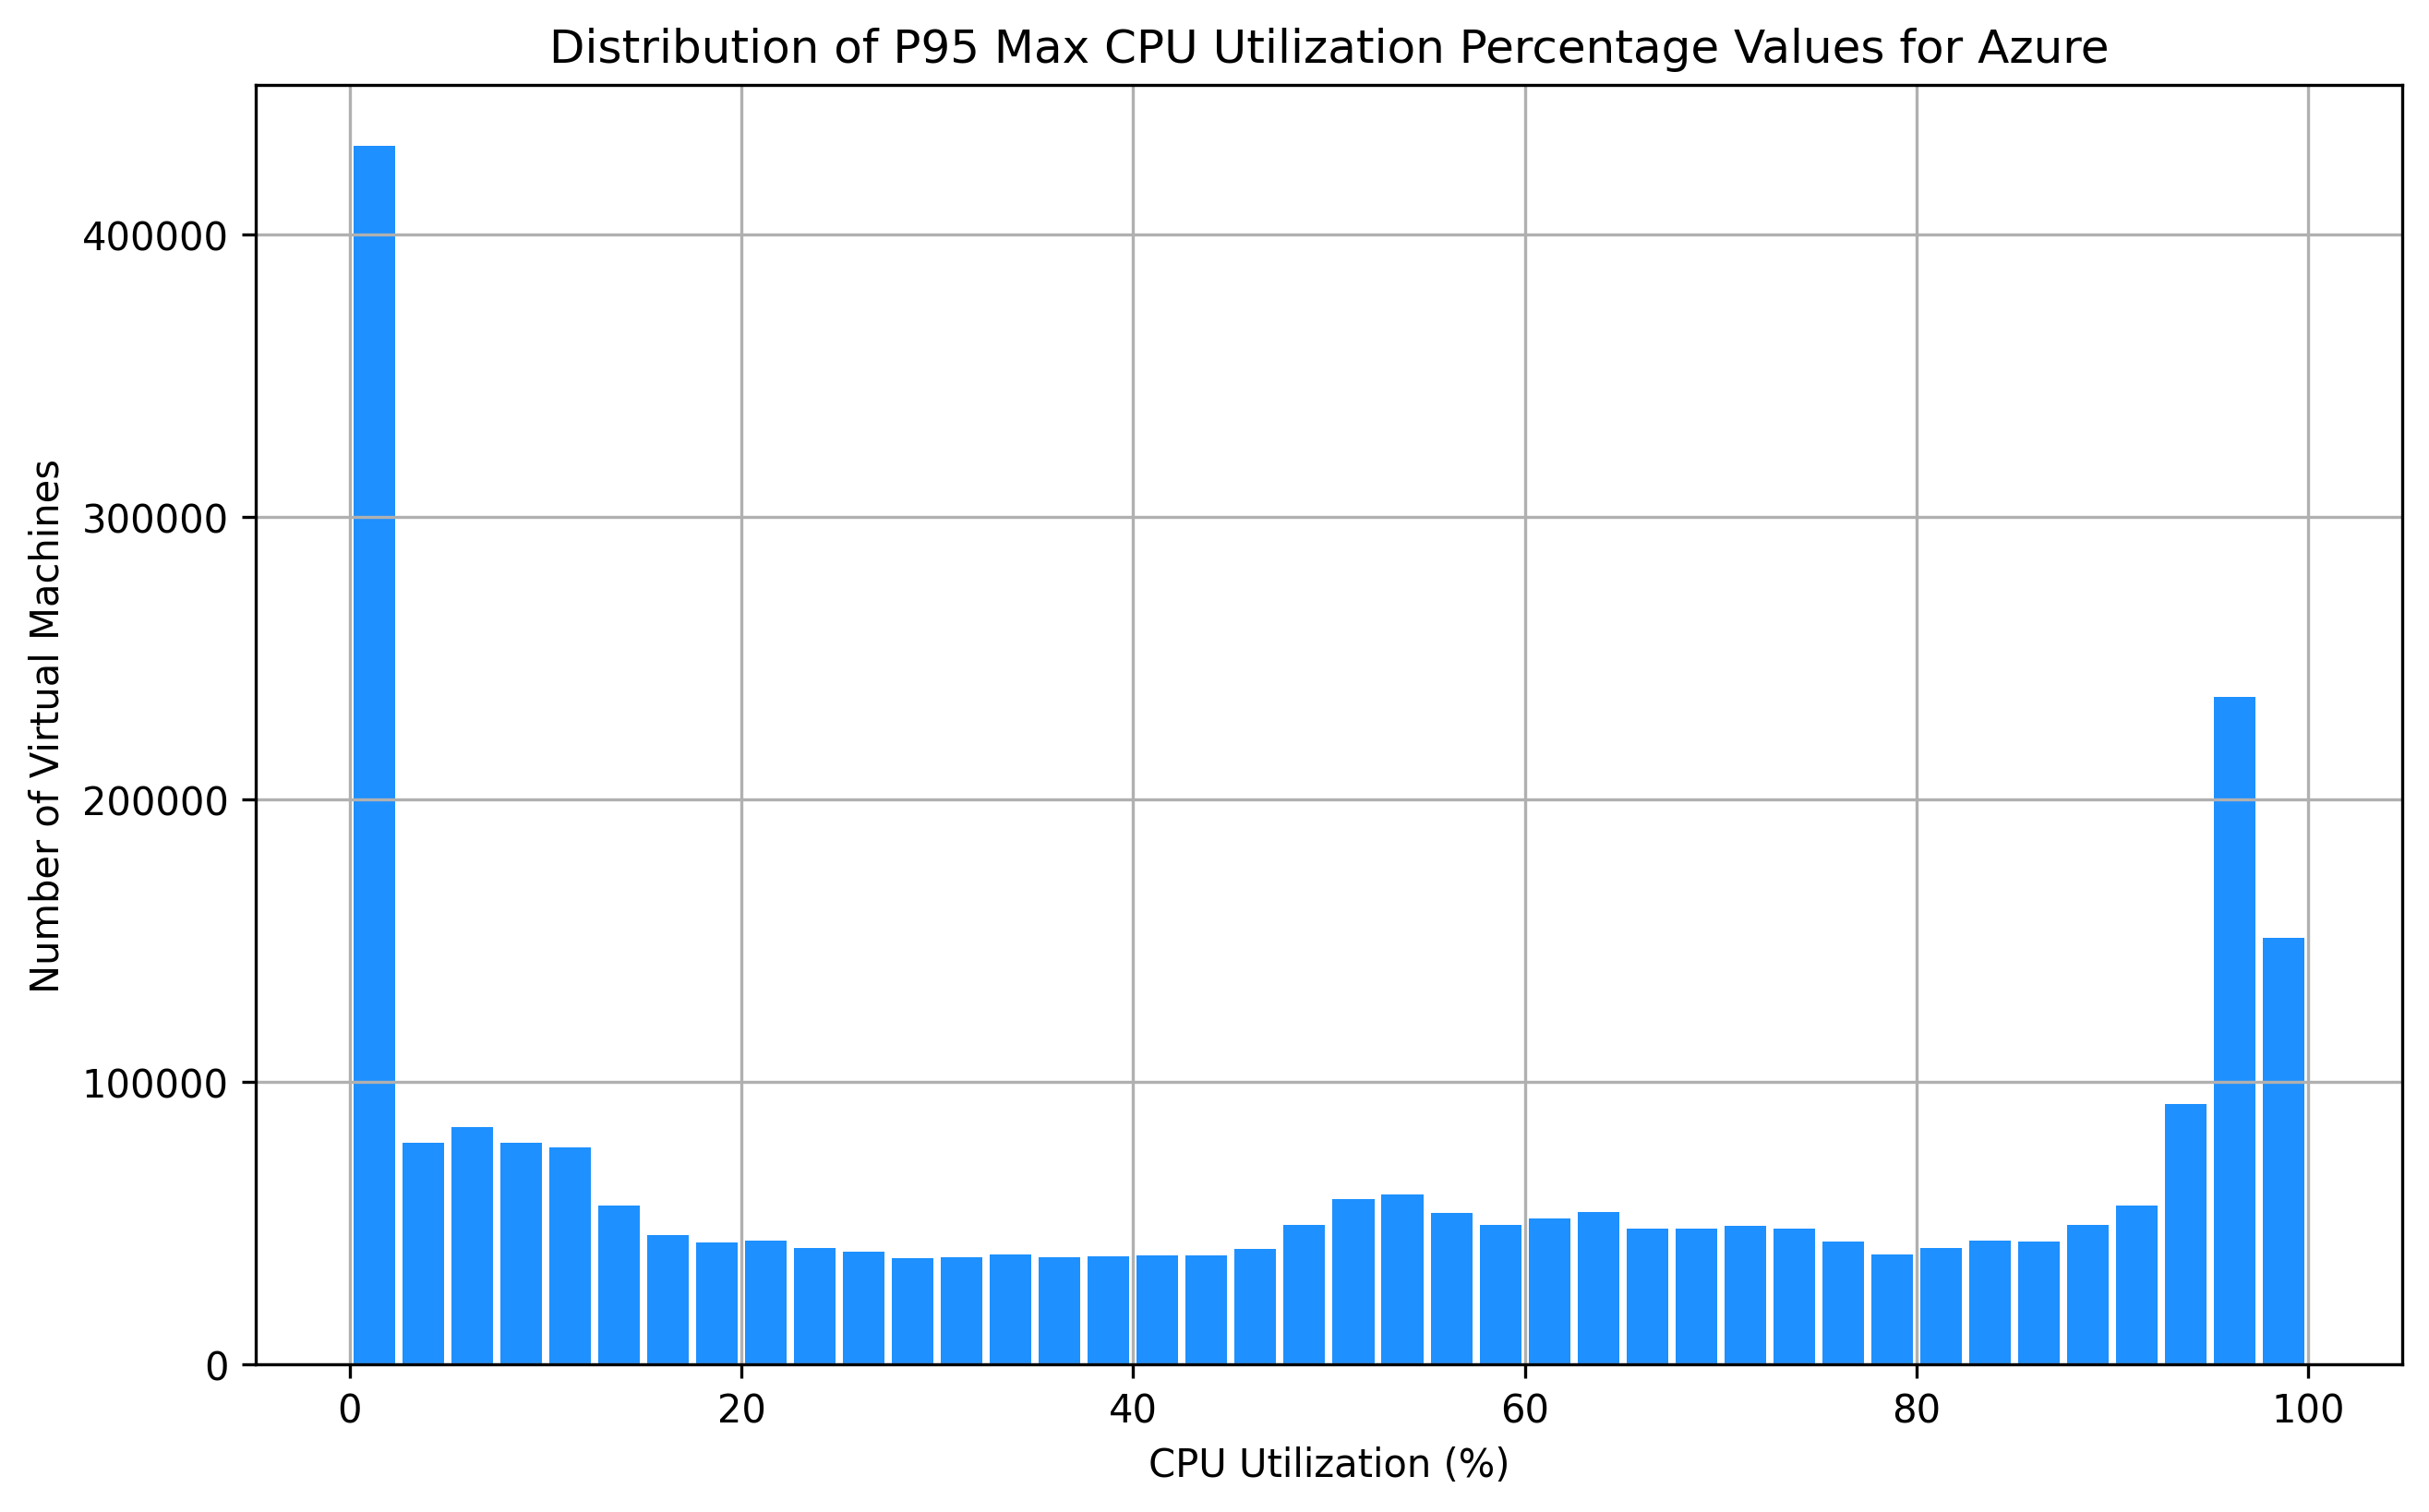 Distribution of P95 Max CPU Utilization Percentage Values for Azure
Number of Virtual Machines
400000
300000
200000
100000
0
0 20 40 60 80 100
CPU Utilization (%)